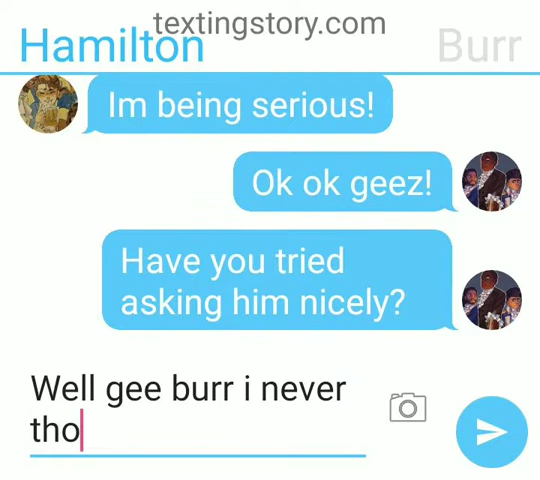 textingstory.com
Hamilton
Burr
Im being serious!
Ok ok geez!
Have you tried
asking him nicely?
Well gee burr i never
tho